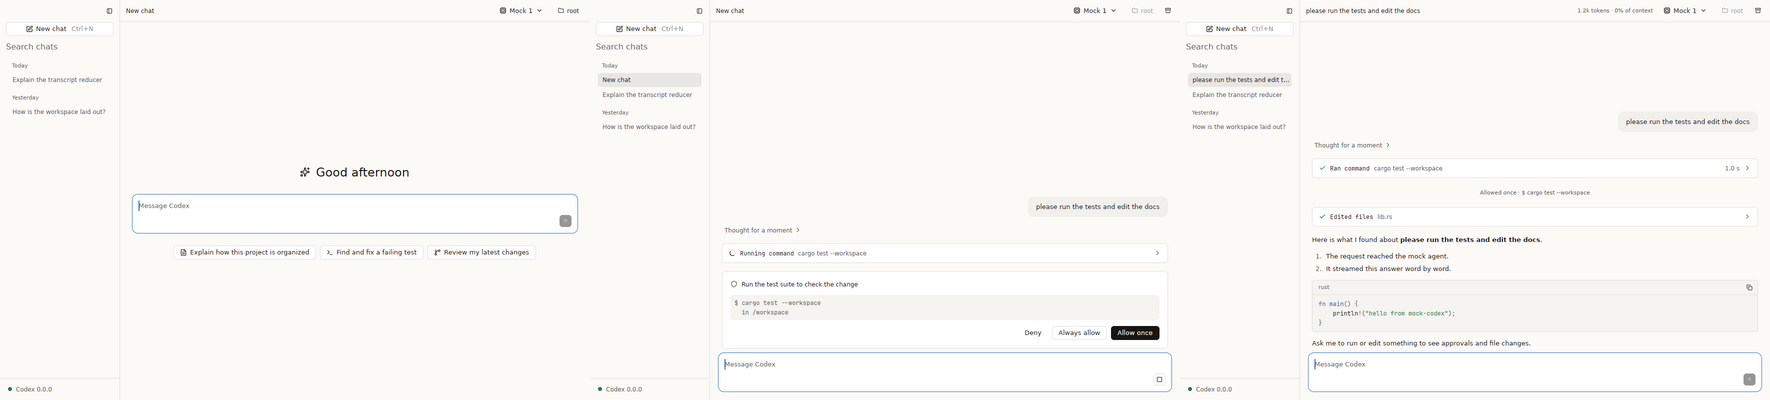 New chat Ctrl+N
Search chats
Today
Explain the transcript reducer
Yesterday
How is the workspace laid out?
Codex 0.0.0
New chat
Mock 1
root
Good afternoon
Message Codex
Explain how this project is organized
Find and fix a failing test
Review my latest changes
New chat Ctrl+N
Search chats
Today
New chat
Explain the transcript reducer
Yesterday
How is the workspace laid out?
Codex 0.0.0
New chat
Mock 1
root
please run the tests and edit the docs
Thought for a moment
Running command cargo test --workspace
Run the test suite to check the change
$ cargo test --workspace
in /workspace
Deny
Always allow
Allow once
Message Codex
New chat Ctrl+N
Search chats
Today
please run the tests and edit t...
Explain the transcript reducer
Yesterday
How is the workspace laid out?
Codex 0.0.0
please run the tests and edit the docs
1.2k tokens · 0% of context
Mock 1
root
please run the tests and edit the docs
Thought for a moment
Ran command cargo test --workspace 1.0 s
Allowed once · $ cargo test --workspace
Edited files lib.rs
Here is what I found about please run the tests and edit the docs.
1. The request reached the mock agent.
2. It streamed this answer word by word.
rust
fn main() {
println!("hello from mock-codex");
}
Ask me to run or edit something to see approvals and file changes.
Message Codex